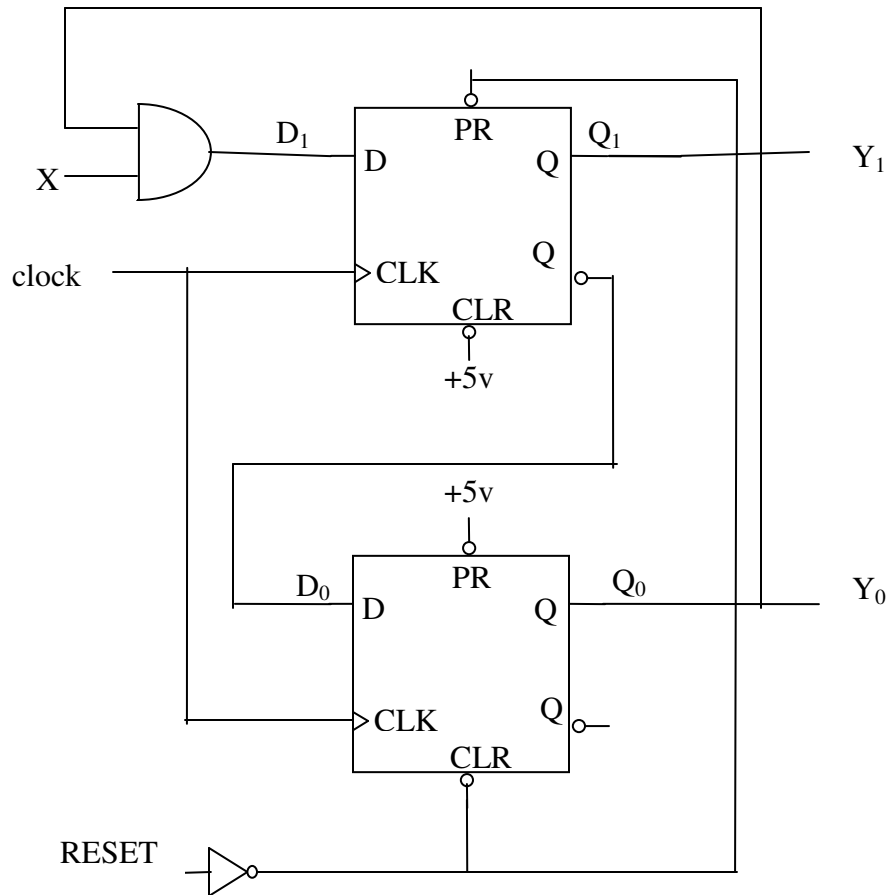 PR
D₁
Q₁
D
Q
Y₁
X
Q
clock
CLK
CLR
+5v
+5v
PR
D₀
Q₀
Y₀
D
Q
Q
CLK
CLR
RESET